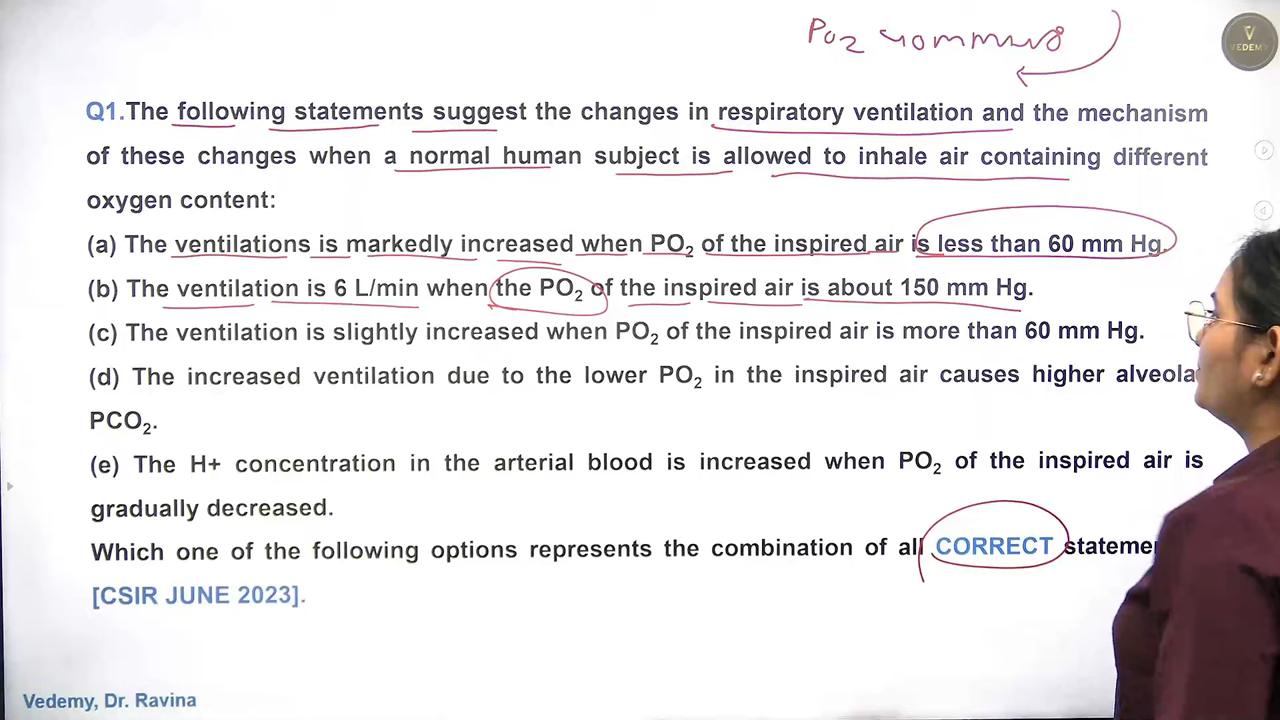 PO2 40mmHg
VEDEMY
Q1.The following statements suggest the changes in respiratory ventilation and the mechanism
of these changes when a normal human subject is allowed to inhale air containing different
oxygen content:
(a) The ventilations is markedly increased when PO₂ of the inspired air is less than 60 mm Hg.
(b) The ventilation is 6 L/min when the PO₂ of the inspired air is about 150 mm Hg.
(c) The ventilation is slightly increased when PO₂ of the inspired air is more than 60 mm Hg.
(d) The increased ventilation due to the lower PO₂ in the inspired air causes higher alveola
PCO₂.
(e) The H+ concentration in the arterial blood is increased when PO₂ of the inspired air is
gradually decreased.
Which one of the following options represents the combination of all CORRECT stateme
[CSIR JUNE 2023].
Vedemy, Dr. Ravina